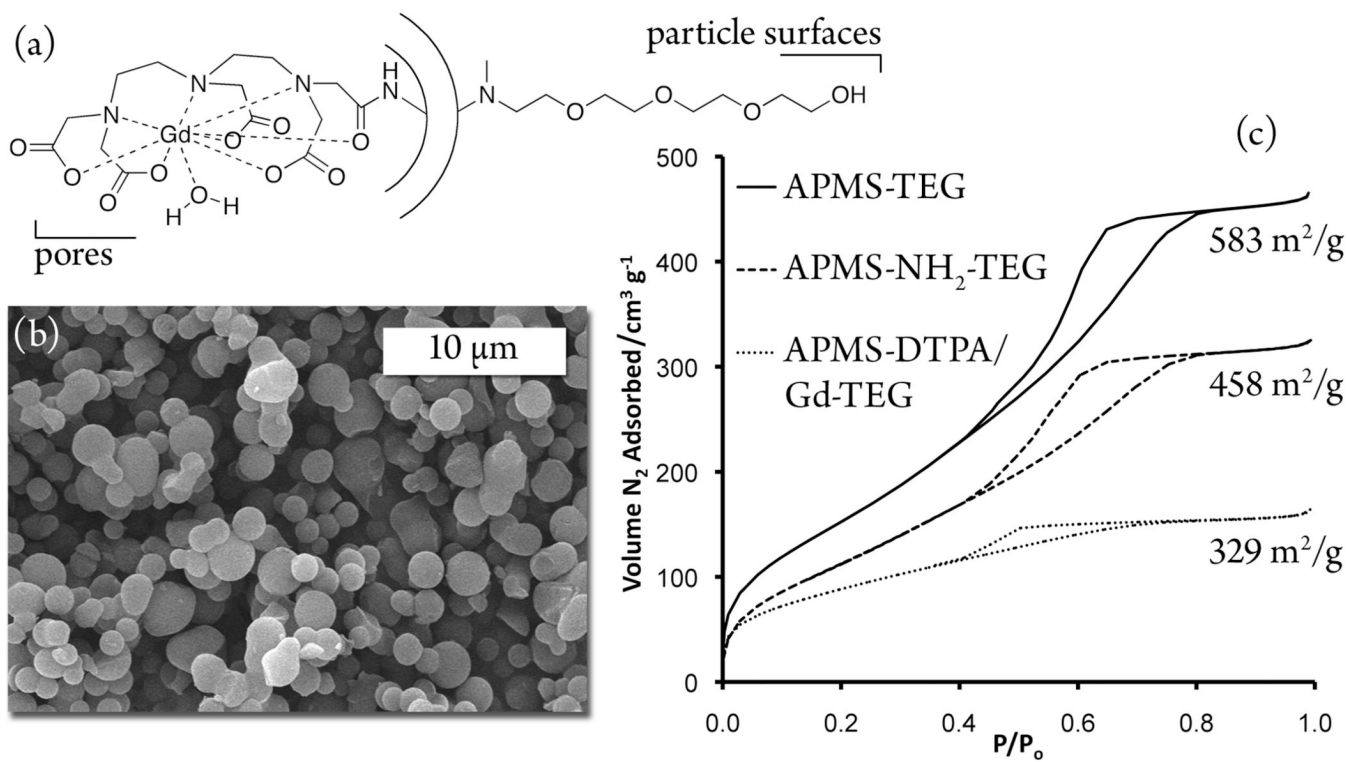 (a)
particle surfaces
N
N
N
H
N
N
O
O
O
OH
Gd
O
O
O
O
O
O
O
O
O
H
O
H
pores
(b)
10 µm
(c)
Volume N₂ Adsorbed/cm³ g⁻¹
500
400
300
200
100
0
APMS-TEG
APMS-NH₂-TEG
APMS-DTPA/
Gd-TEG
583 m²/g
458 m²/g
329 m²/g
0.0 0.2 0.4 0.6 0.8 1.0
P/Pₒ